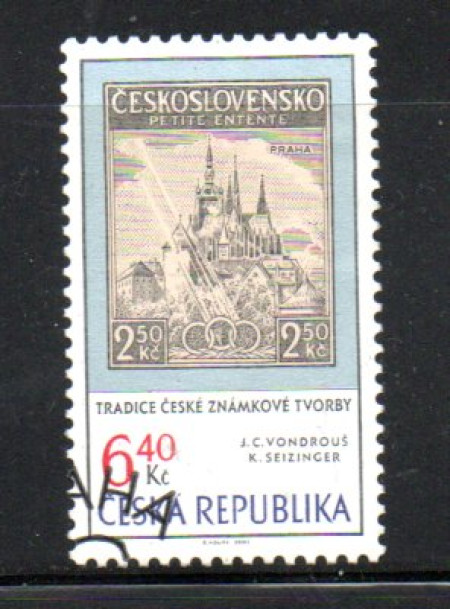 ČESKOSLOVENSKO
PETITE ENTENTE
PRAHA
2 50 Kč 2 50 Kč
TRADICE ČESKÉ ZNÁMKOVÉ TVORBY
J.C. VONDROUŠ
K. SEIZINGER
6 40 Kč
ČESKÁ REPUBLIKA